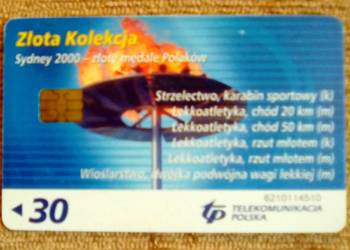 Złota Kolekcja
Sydney 2000 - złote medale Polaków
Strzelectwo, karabin sportowy (k)
Lekkoatletyka, chód 20 km (m)
Lekkoatletyka, chód 50 km (m)
Lekkoatletyka, rzut młotem (k)
Lekkoatletyka, rzut młotem (m)
Wioślarstwo, dwójka podwójna wagi lekkiej (m)
8210114510
30
tp TELEKOMUNIKACJA
POLSKA